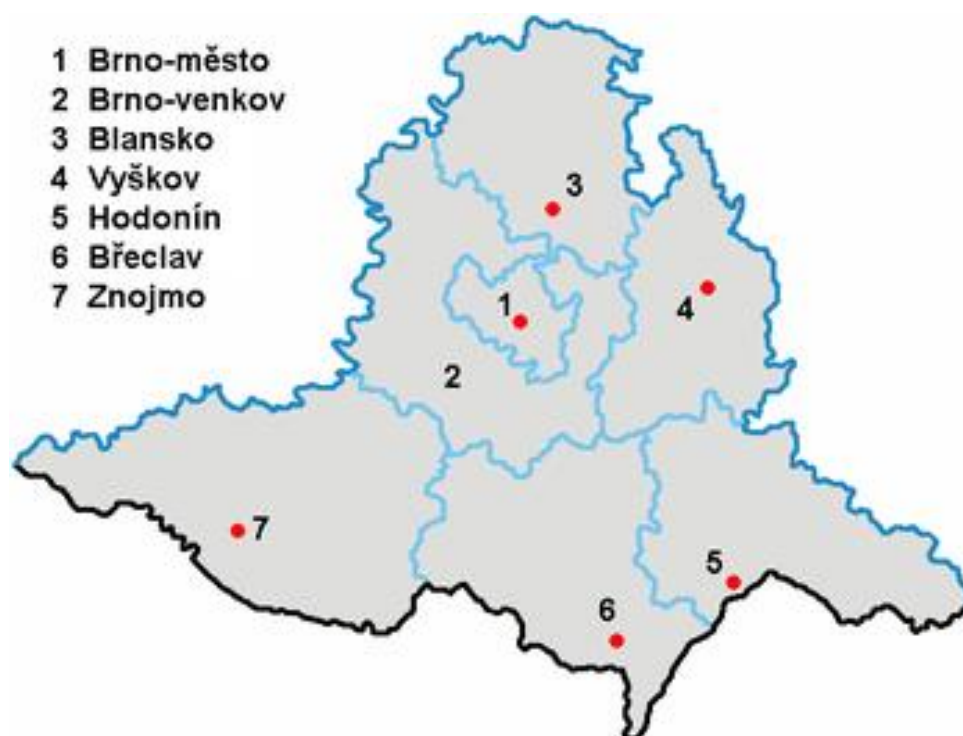 1 Brno-město
2 Brno-venkov
3 Blansko
4 Vyškov
5 Hodonín
6 Břeclav
7 Znojmo
3
4
1
2
7
5
6